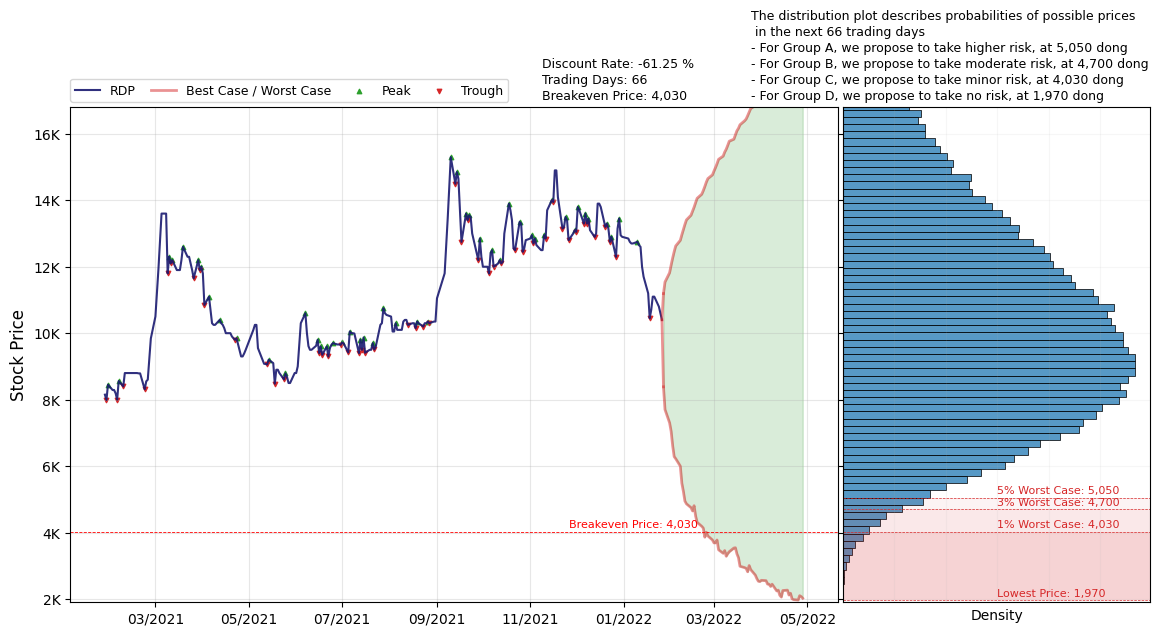 The distribution plot describes probabilities of possible prices
in the next 66 trading days
- For Group A, we propose to take higher risk, at 5,050 dong
- For Group B, we propose to take moderate risk, at 4,700 dong
- For Group C, we propose to take minor risk, at 4,030 dong
- For Group D, we propose to take no risk, at 1,970 dong
Discount Rate: -61.25 %
Trading Days: 66
Breakeven Price: 4,030
RDP
Best Case / Worst Case
Peak
Trough
Stock Price
16K
14K
12K
10K
8K
6K
4K
2K
Breakeven Price: 4,030
5% Worst Case: 5,050
3% Worst Case: 4,700
1% Worst Case: 4,030
Lowest Price: 1,970
03/2021
05/2021
07/2021
09/2021
11/2021
01/2022
03/2022
05/2022
Density